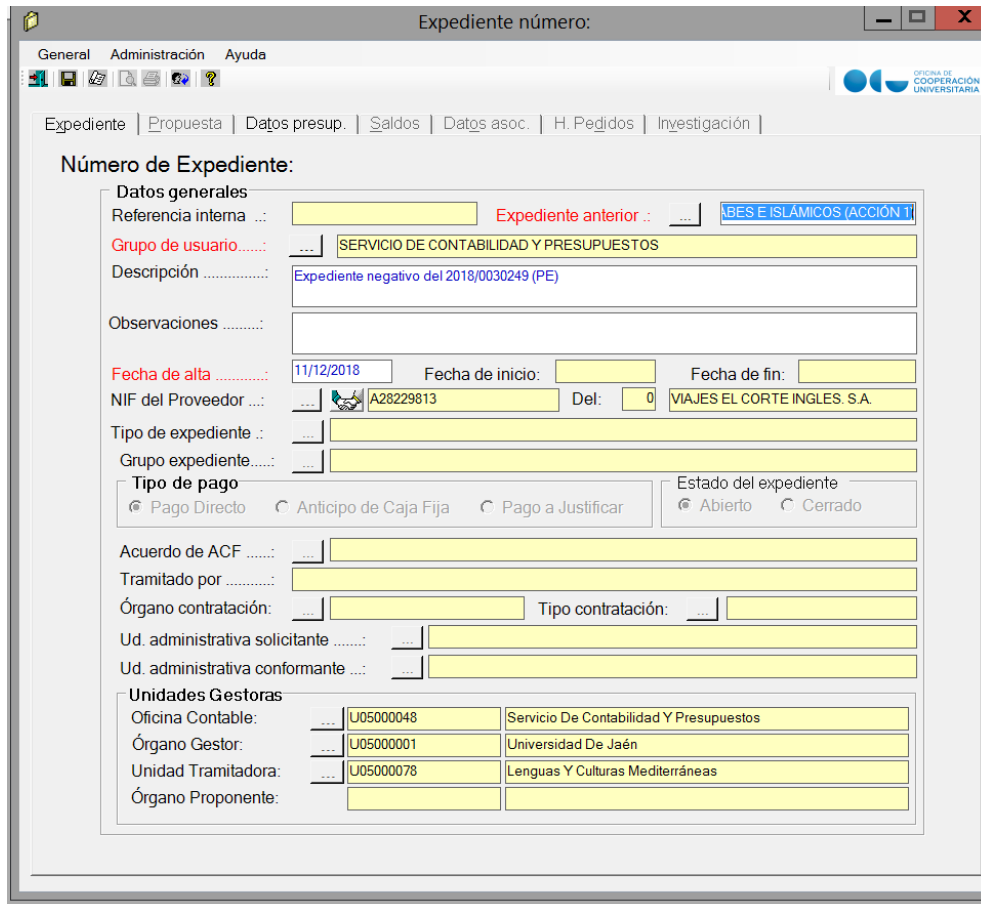 Expediente número:
General Administración Ayuda
OFICINA DE
COOPERACIÓN
UNIVERSITARIA
Expediente Propuesta Datos presup. Saldos Datos asoc. H. Pedidos Investigación
Número de Expediente:
Datos generales
Referencia interna ..: Expediente anterior .: ... ABES E ISLÁMICOS (ACCIÓN 1
Grupo de usuario......: ... SERVICIO DE CONTABILIDAD Y PRESUPUESTOS
Descripción ...............: Expediente negativo del 2018/0030249 (PE)
Observaciones .........:
Fecha de alta ............: 11/12/2018 Fecha de inicio: Fecha de fin:
NIF del Proveedor ...: ... A28229813 Del: 0 VIAJES EL CORTE INGLES. S.A.
Tipo de expediente .: ...
Grupo expediente.....: ...
Tipo de pago Estado del expediente
Pago Directo Anticipo de Caja Fija Pago a Justificar Abierto Cerrado
Acuerdo de ACF ......: ...
Tramitado por ...........:
Órgano contratación: ... Tipo contratación: ...
Ud. administrativa solicitante .......: ...
Ud. administrativa conformante ...: ...
Unidades Gestoras
Oficina Contable: ... U05000048 Servicio De Contabilidad Y Presupuestos
Órgano Gestor: ... U05000001 Universidad De Jaén
Unidad Tramitadora: ... U05000078 Lenguas Y Culturas Mediterráneas
Órgano Proponente: